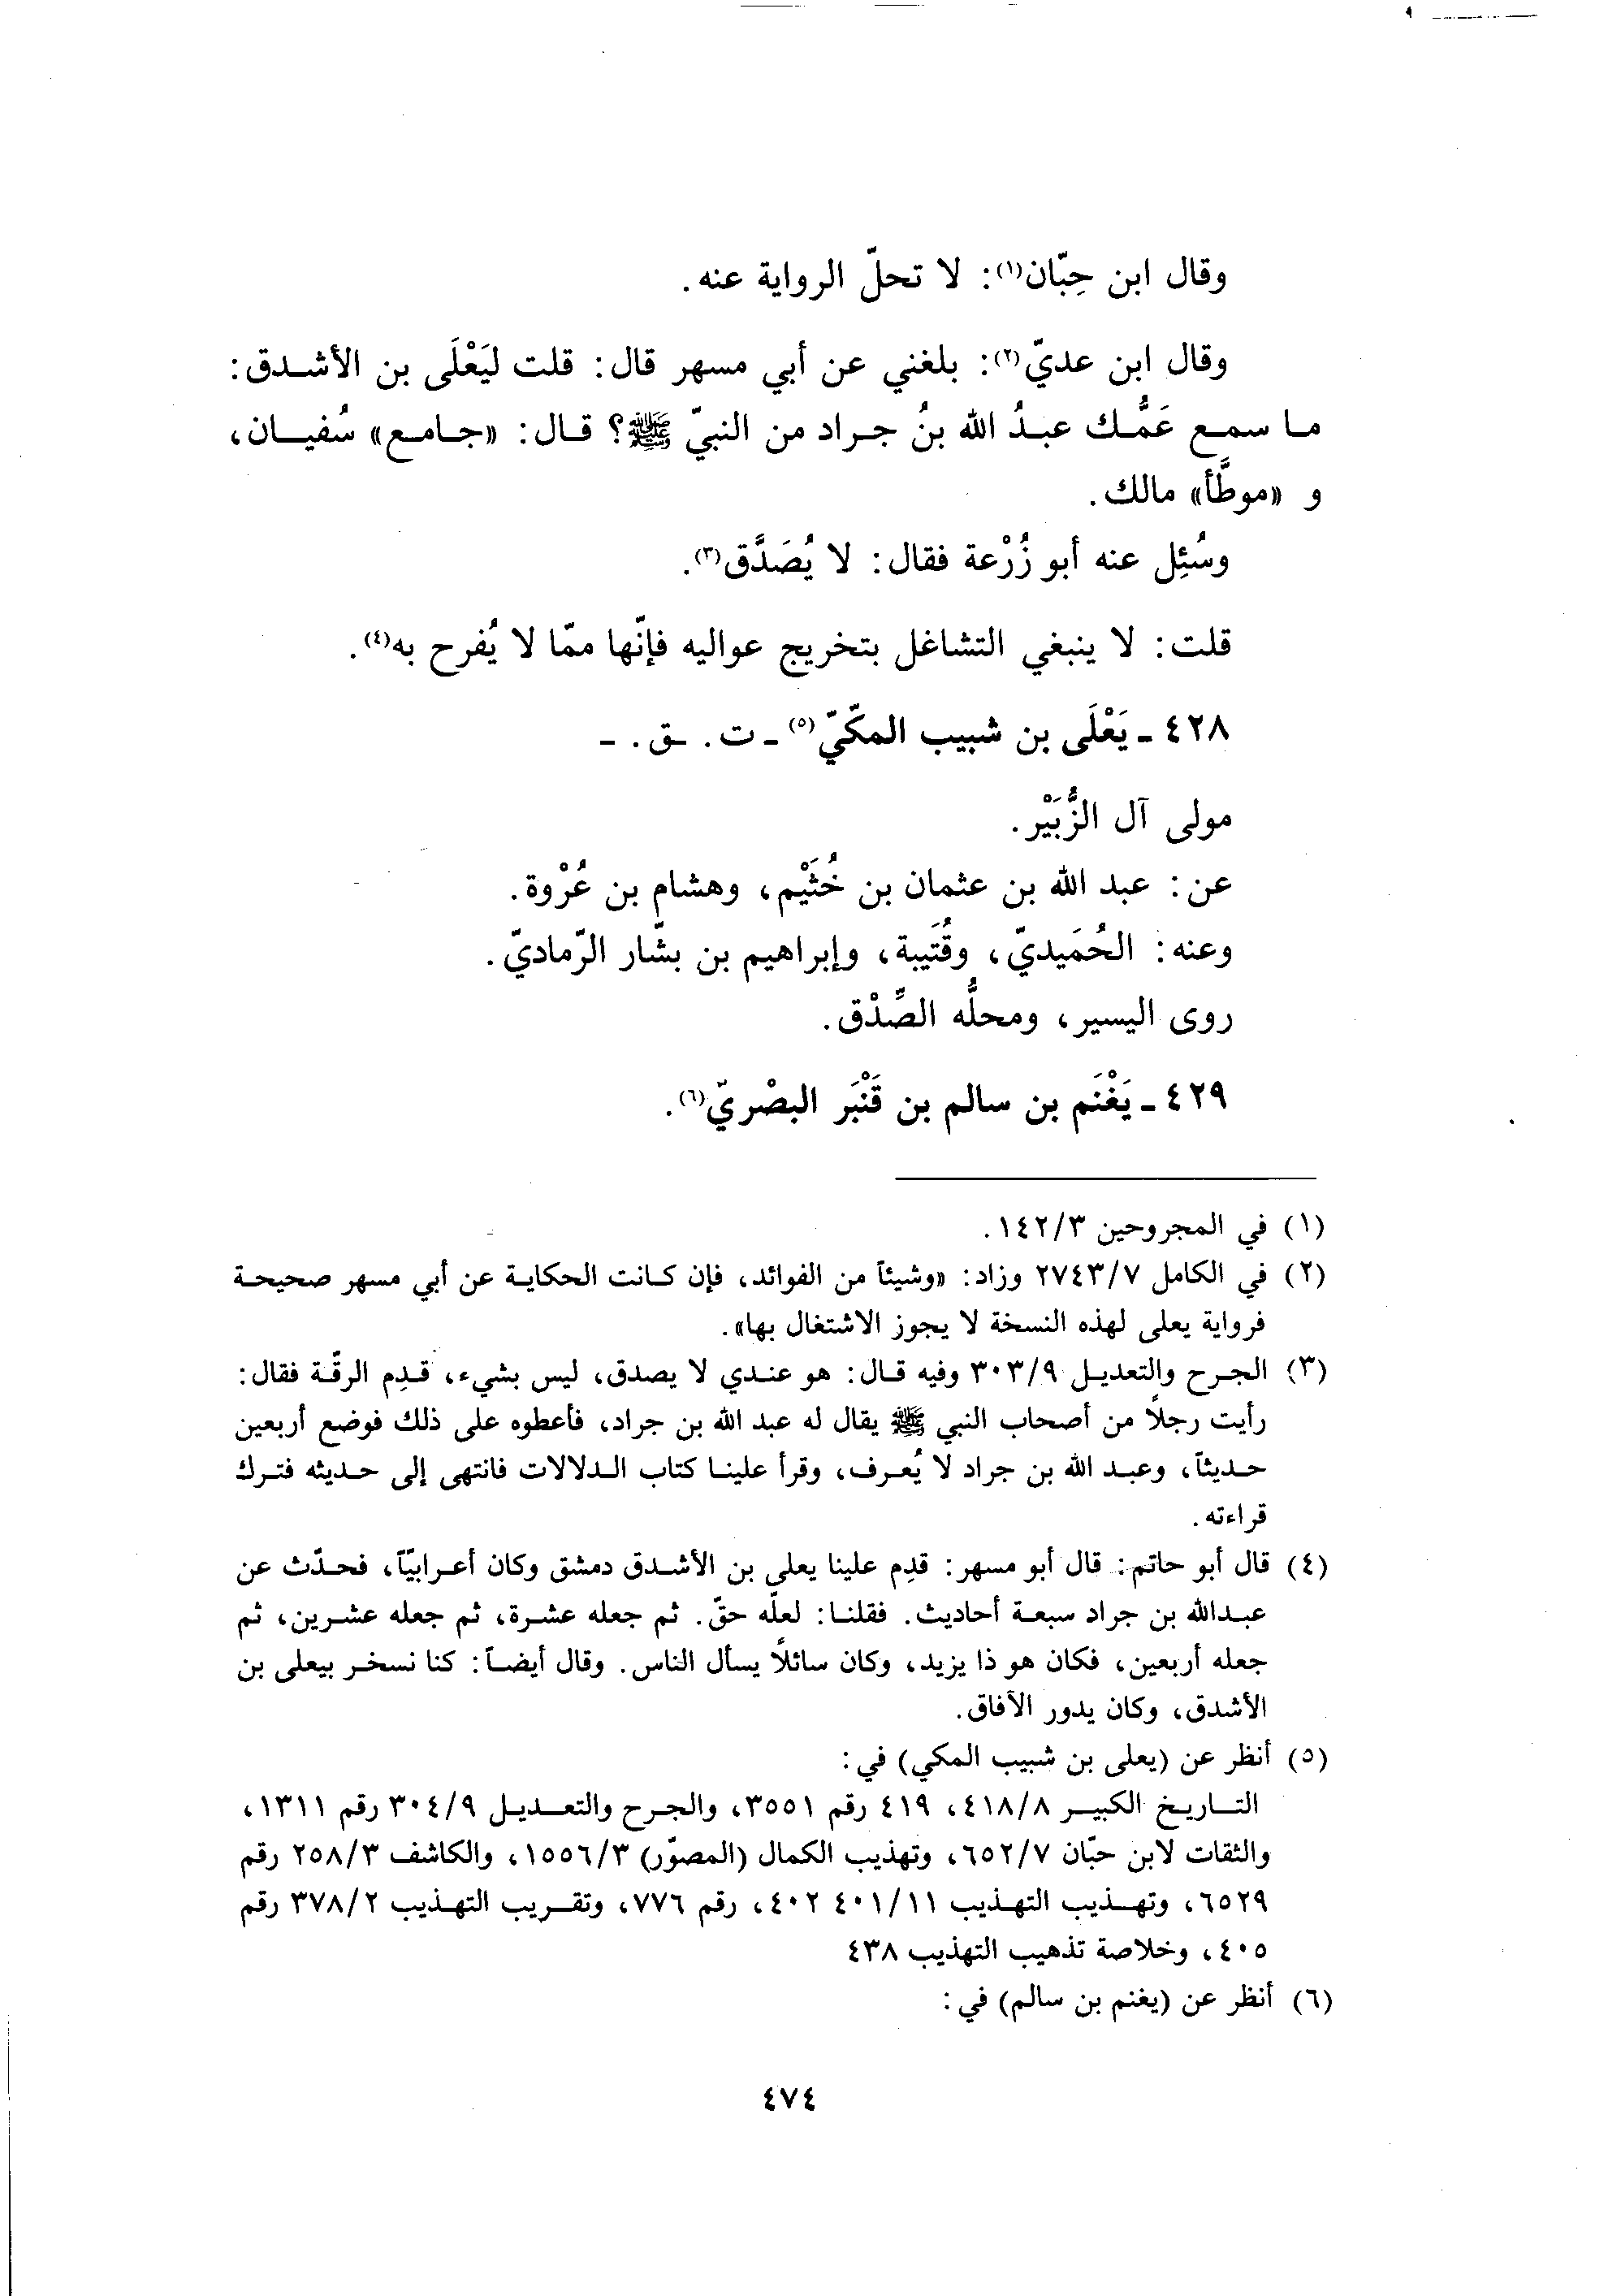 وقال ابن حِبّان(١): لا تحلّ الرواية عنه.
وقال ابن عديّ(٢): بلغني عن أبي مسهر قال: قلت ليَعْلَى بن الأشدق:
ما سمع عَمُّك عبدُ الله بنُ جراد من النبيّ ﷺ؟ قال: «جامع» سُفيان،
و «موطَّأ» مالك.
وسُئِل عنه أبو زُرْعة فقال: لا يُصَدَّق(٣).
قلت: لا ينبغي التشاغل بتخريج عواليه فإنّها ممّا لا يُفرح به(٤).
٤٢٨ - يَعْلَى بن شبيب المكّيّ(٥) - ت. ق. -
مولى آل الزُّبَيْر.
عن: عبد الله بن عثمان بن خُثَيْم، وهشام بن عُرْوة.
وعنه: الحُمَيديّ، وقُتَيبة، وإبراهيم بن بشّار الرّماديّ.
روى اليسير، ومحلُّه الصِّدْق.
٤٢٩ - يَغْنَم بن سالم بن قَنْبَر البصْريّ(٦).
(١) في المجروحين ١٤٢/٣.
(٢) في الكامل ٢٧٤٣/٧ وزاد: «وشيئاً من الفوائد، فإن كانت الحكاية عن أبي مسهر صحيحة
فرواية يعلى لهذه النسخة لا يجوز الاشتغال بها».
(٣) الجرح والتعديل ٣٠٣/٩ وفيه قال: هو عندي لا يصدق، ليس بشيء، قدِم الرقّة فقال:
رأيت رجلاً من أصحاب النبي ﷺ يقال له عبد الله بن جراد، فأعطوه على ذلك فوضع أربعين
حديثاً، وعبد الله بن جراد لا يُعرف، وقرأ علينا كتاب الدلالات فانتهى إلى حديثه فترك
قراءته.
(٤) قال أبو حاتم: قال أبو مسهر: قدِم علينا يعلى بن الأشدق دمشق وكان أعرابيّاً، فحدّث عن
عبدالله بن جراد سبعة أحاديث. فقلنا: لعلّه حقّ. ثم جعله عشرة، ثم جعله عشرين، ثم
جعله أربعين، فكان هو ذا يزيد، وكان سائلاً يسأل الناس. وقال أيضاً: كنا نسخر بيعلى بن
الأشدق، وكان يدور الآفاق.
(٥) أنظر عن (يعلى بن شبيب المكي) في:
التاريخ الكبير ٤١٨/٨، ٤١٩ رقم ٣٥٥١، والجرح والتعديل ٣٠٤/٩ رقم ١٣١١،
والثقات لابن حبّان ٦٥٢/٧، وتهذيب الكمال (المصوّر) ١٥٥٦/٣، والكاشف ٢٥٨/٣ رقم
٦٥٢٩، وتهذيب التهذيب ٤٠١/١١ ٤٠٢، رقم ٧٧٦، وتقريب التهذيب ٣٧٨/٢ رقم
٤٠٥، وخلاصة تذهيب التهذيب ٤٣٨
(٦) أنظر عن (يغنم بن سالم) في:
٤٧٤